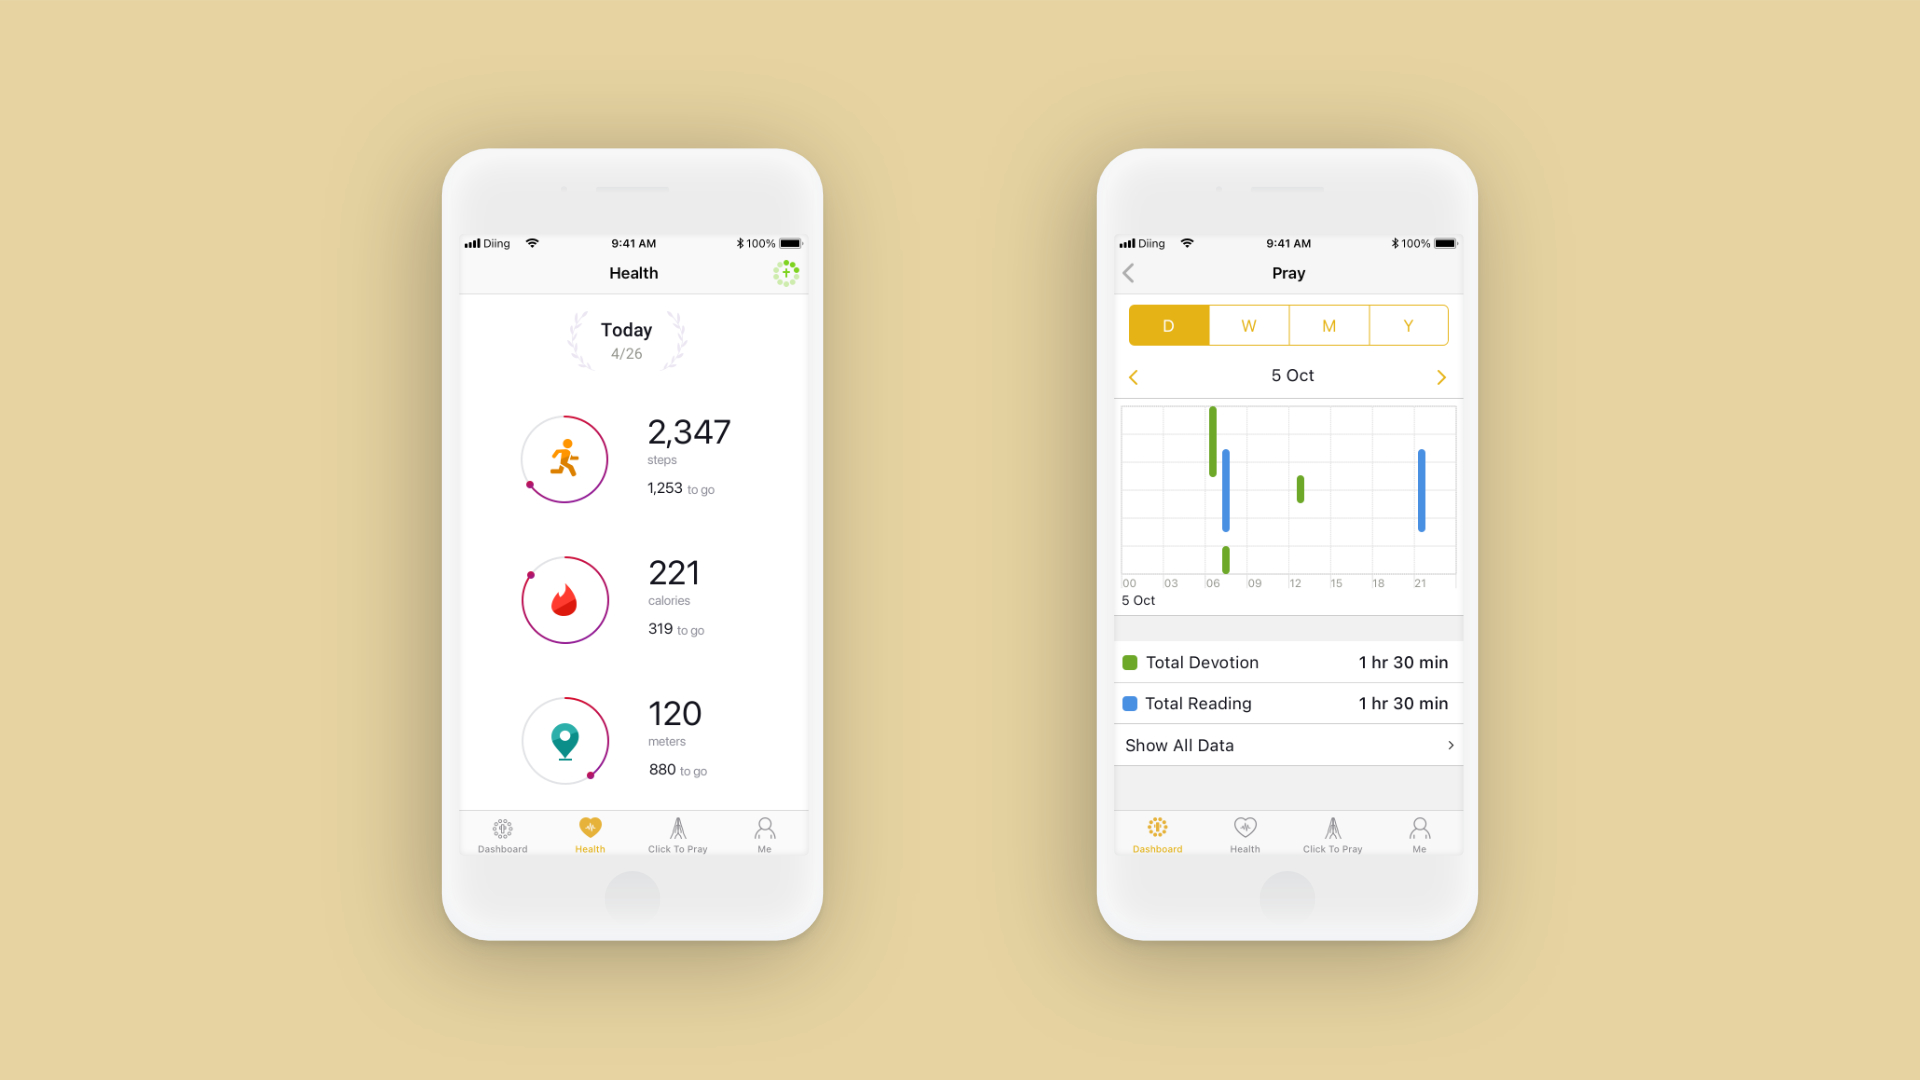 Diing 9:41 AM 100%
Health
Today
4/26
2,347
steps
1,253 to go
221
calories
319 to go
120
meters
880 to go
Dashboard Health Click To Pray Me
Diing 9:41 AM 100%
Pray
D W M Y
5 Oct
00 03 06 09 12 15 18 21
5 Oct
Total Devotion 1 hr 30 min
Total Reading 1 hr 30 min
Show All Data
Dashboard Health Click To Pray Me